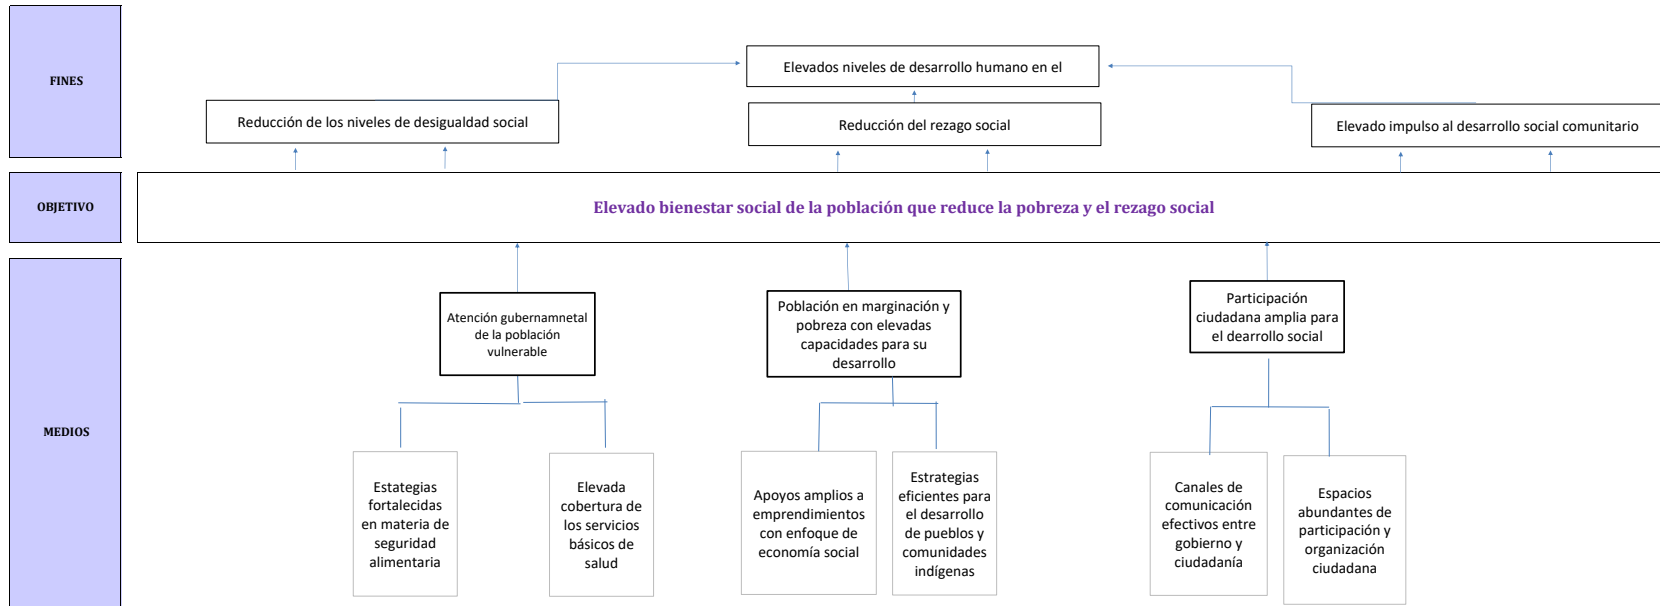 FINES
Elevados niveles de desarrollo humano en el
Reducción de los niveles de desigualdad social
Reducción del rezago social
Elevado impulso al desarrollo social comunitario
OBJETIVO
Elevado bienestar social de la población que reduce la pobreza y el rezago social
MEDIOS
Atención gubernamnetal
de la población
vulnerable
Población en marginación y
pobreza con elevadas
capacidades para su
desarrollo
Participación
ciudadana amplia para
el dearrollo social
Estategias
fortalecidas
en materia de
seguridad
alimentaria
Elevada
cobertura de
los servicios
básicos de
salud
Apoyos amplios a
emprendimientos
con enfoque de
economía social
Estrategias
eficientes para
el desarrollo
de pueblos y
comunidades
indígenas
Canales de
comunicación
efectivos entre
gobierno y
ciudadanía
Espacios
abundantes de
participación y
organización
ciudadana